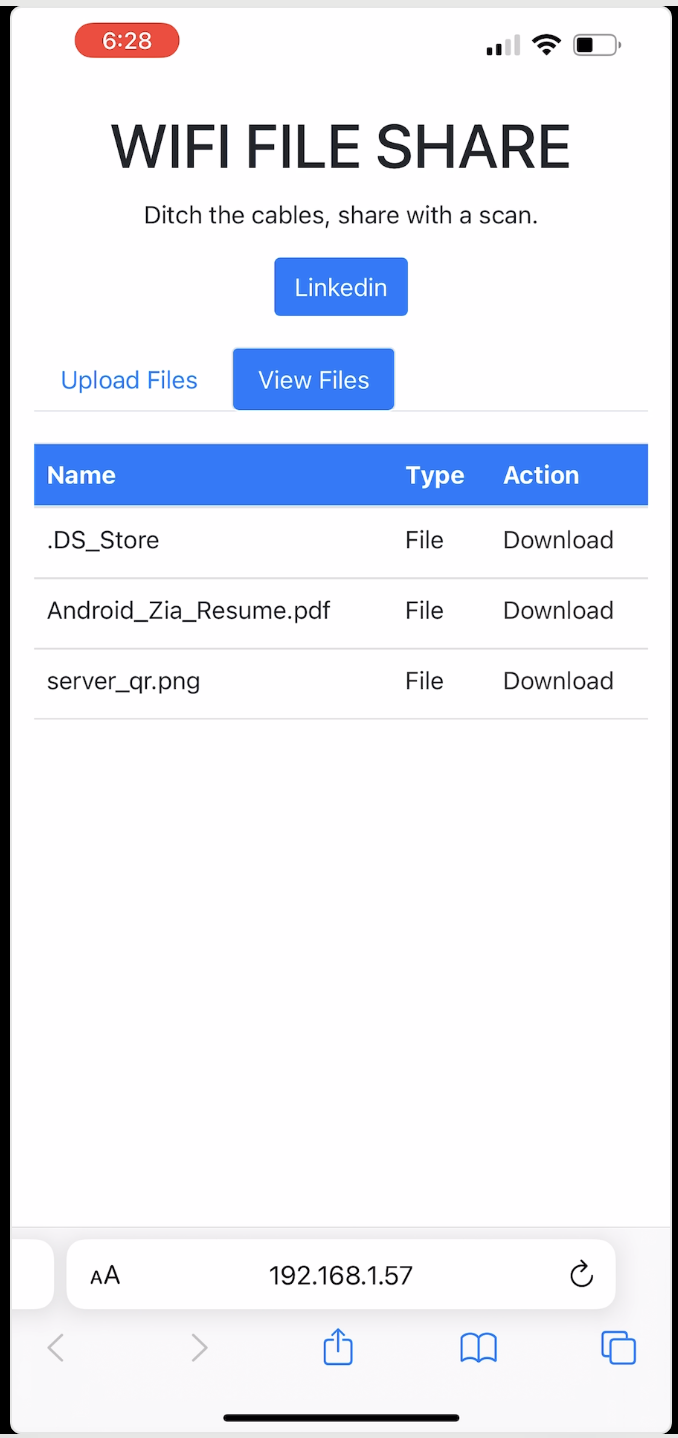 6:28
WIFI FILE SHARE
Ditch the cables, share with a scan.
Linkedin
Upload Files View Files
Name Type Action
.DS_Store File Download
Android_Zia_Resume.pdf File Download
server_qr.png File Download
AA 192.168.1.57